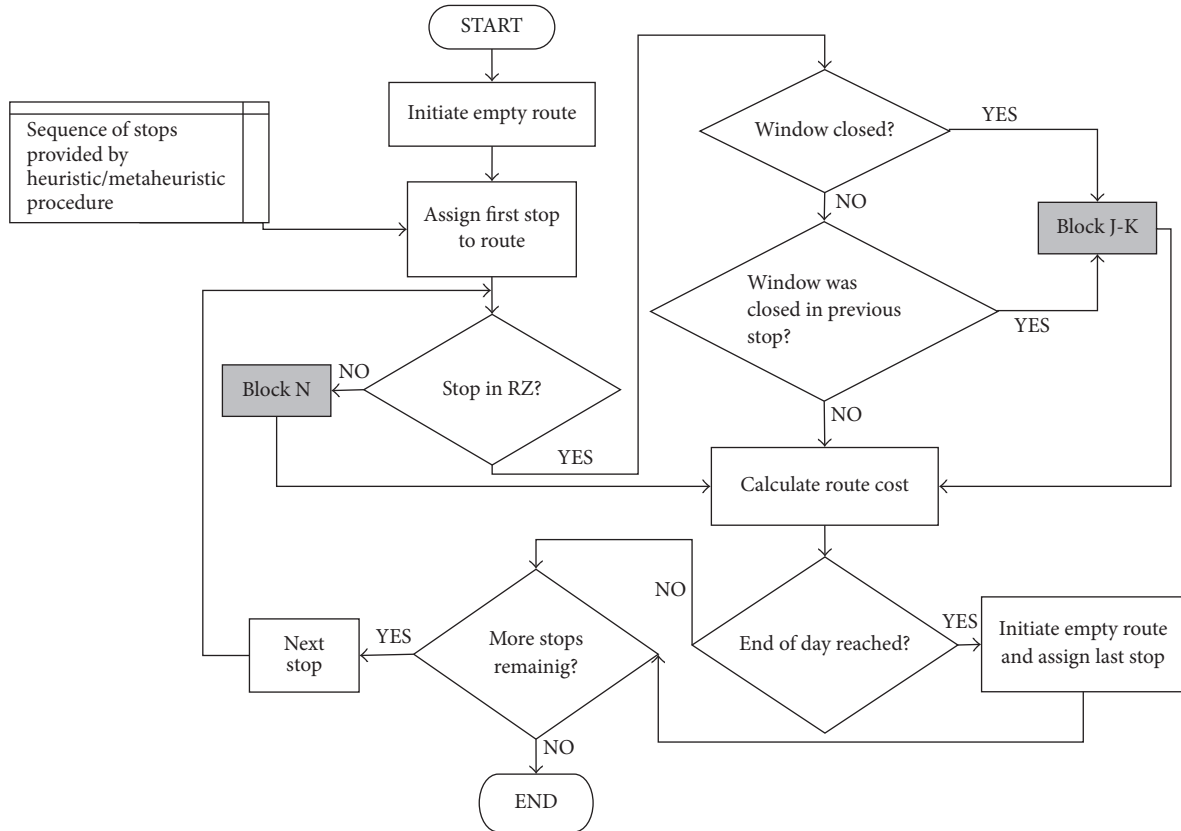 START
Initiate empty route
Sequence of stops
provided by
heuristic/metaheuristic
procedure
Assign first stop
to route
Stop in RZ?
NO
Block N
YES
Window closed?
YES
NO
Block J-K
Window was
closed in previous
stop?
YES
NO
Calculate route cost
End of day reached?
NO
YES
Initiate empty route
and assign last stop
More stops
remainig?
YES
Next
stop
NO
END